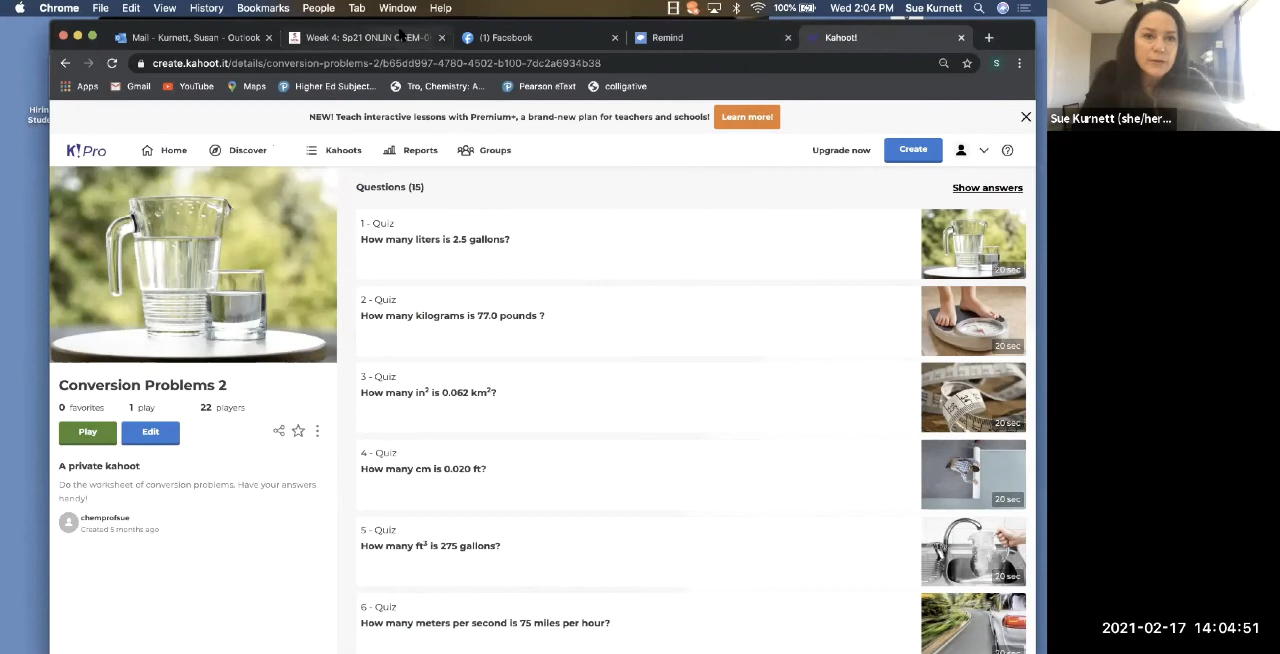 Chrome File Edit View History Bookmarks People Tab Window Help 100% Wed 2:04 PM Sue Kurnett
Mail - Kurnett, Susan - Outlook Week 4: Sp21 ONLIN CHEM-0 (1) Facebook Remind Kahoot!
create.kahoot.it/details/conversion-problems-2/b65dd997-4780-4502-b100-7dc2a6934b38 S
Apps Gmail YouTube Maps Higher Ed Subject... Tro, Chemistry: A... Pearson eText colligative
Hirin
Stude
NEW! Teach interactive lessons with Premium+, a brand-new plan for teachers and schools! Learn more!
K! Pro Home Discover Kahoots Reports Groups Upgrade now Create
Questions (15) Show answers
1 - Quiz
How many liters is 2.5 gallons?
20 sec
2 - Quiz
How many kilograms is 77.0 pounds ?
20 sec
3 - Quiz
How many in² is 0.062 km²?
20 sec
4 - Quiz
How many cm is 0.020 ft?
20 sec
5 - Quiz
How many ft³ is 275 gallons?
20 sec
6 - Quiz
How many meters per second is 75 miles per hour?
20 sec
Conversion Problems 2
0 favorites 1 play 22 players
Play Edit
A private kahoot
Do the worksheet of conversion problems. Have your answers
handy!
chemprofsue
Created 5 months ago
Sue Kurnett (she/her...
2021-02-17 14:04:51